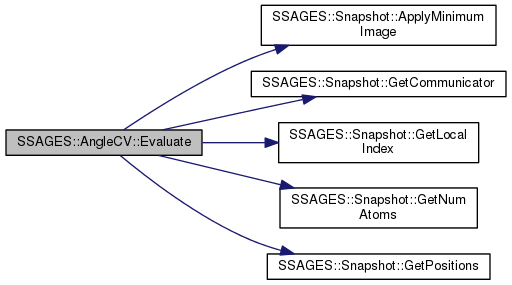 SSAGES::Snapshot::ApplyMinimum
Image
SSAGES::Snapshot::GetCommunicator
SSAGES::AngleCV::Evaluate
SSAGES::Snapshot::GetLocal
Index
SSAGES::Snapshot::GetNum
Atoms
SSAGES::Snapshot::GetPositions